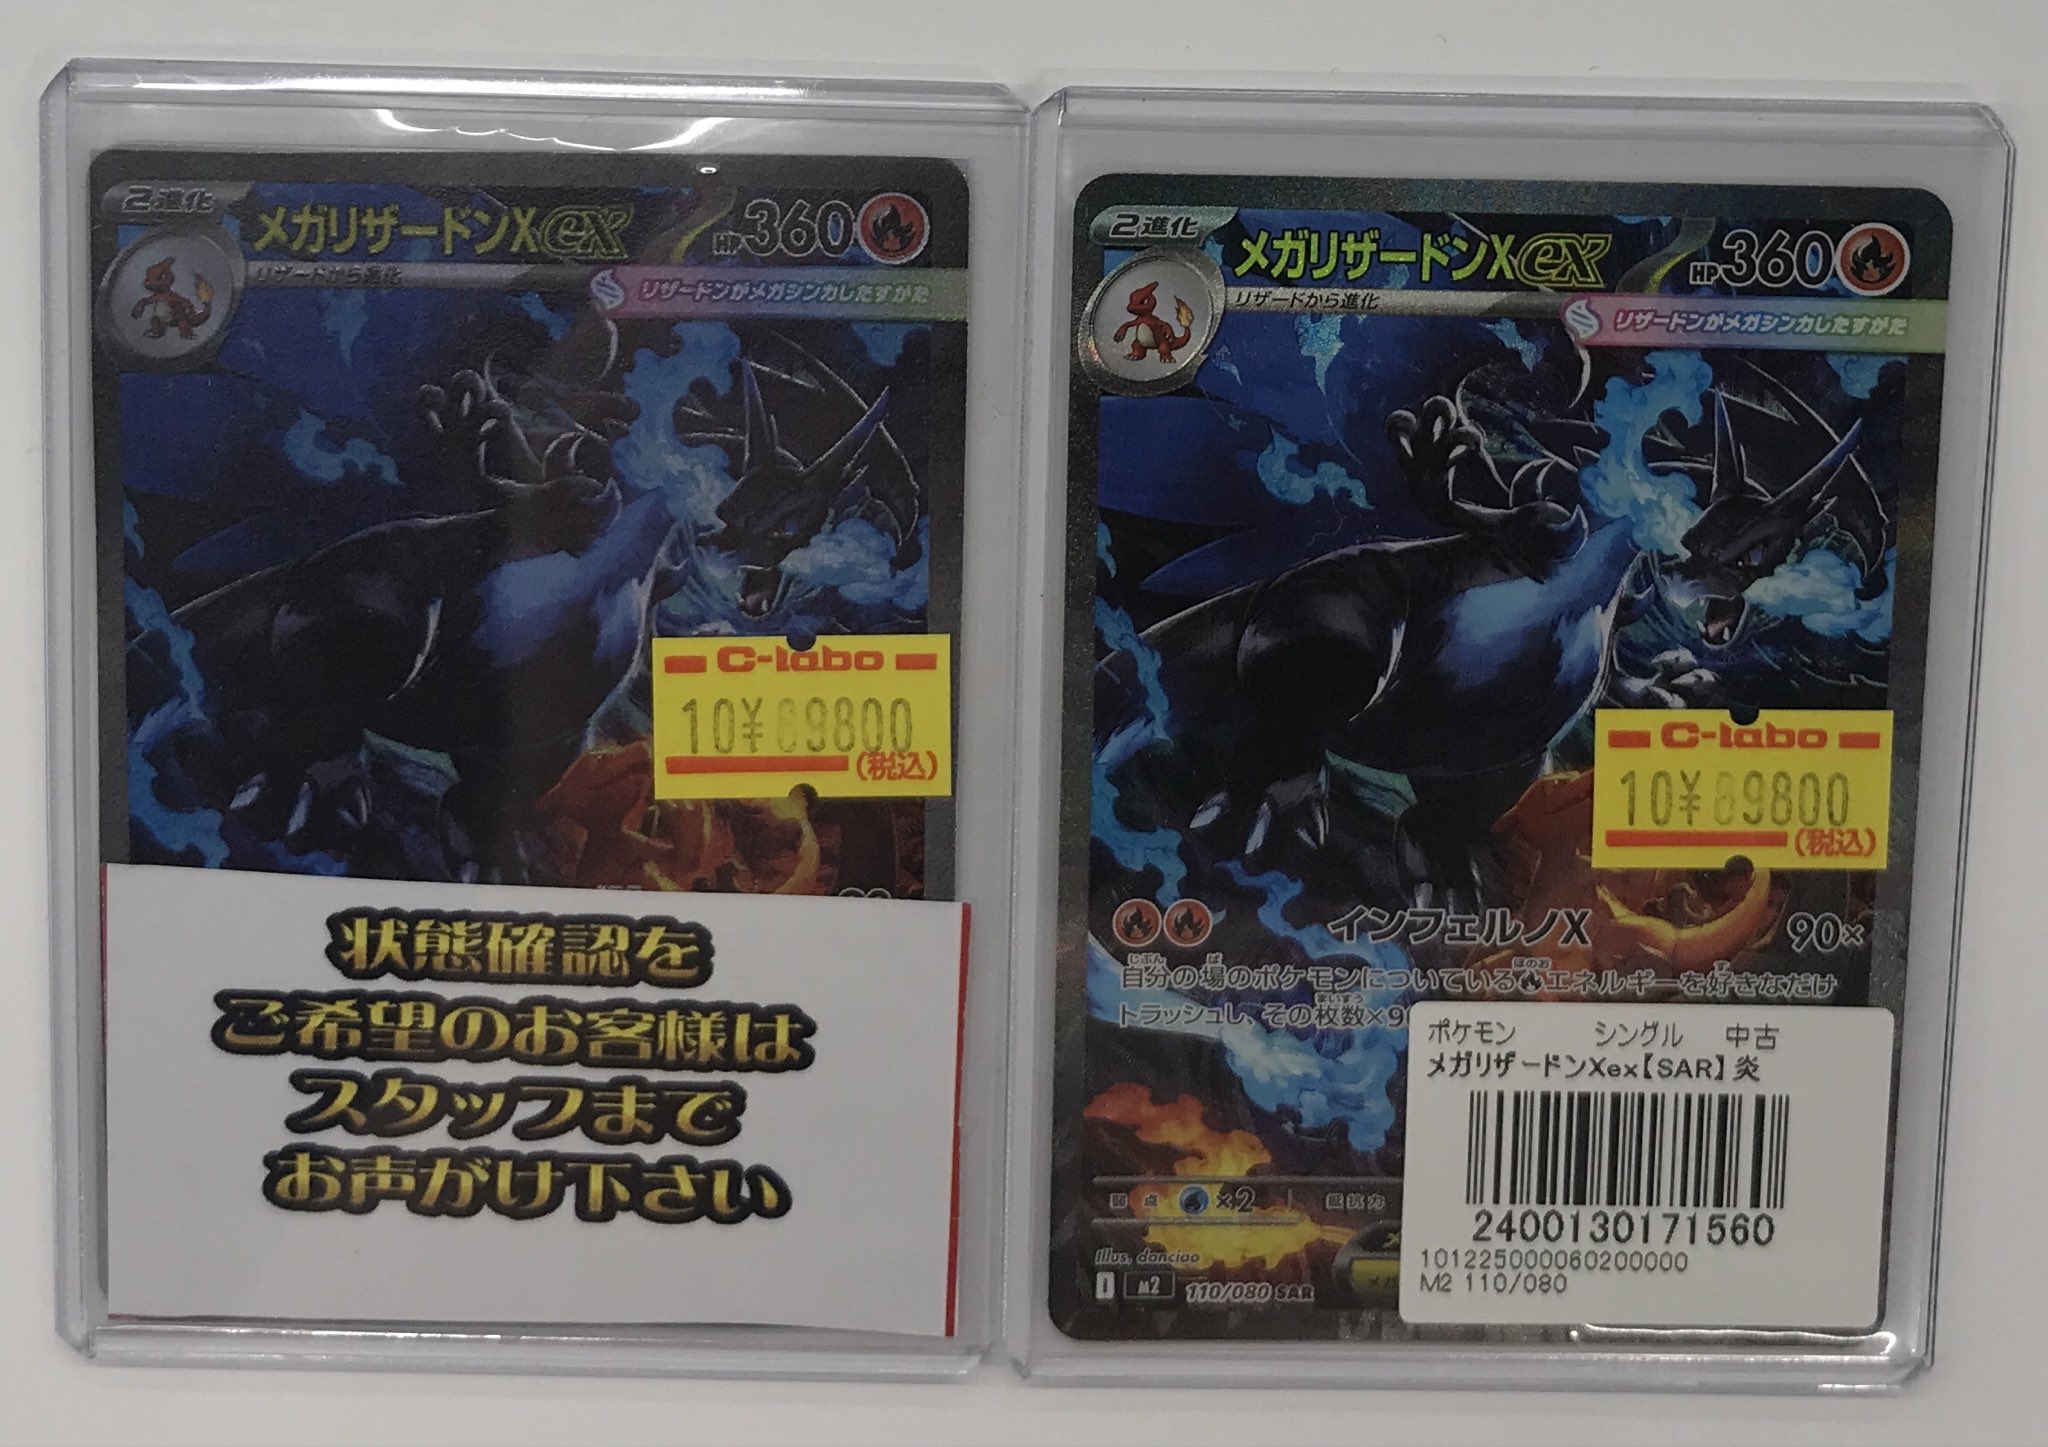 2進化
メガリザードンXex
HP360
リザードから進化
リザードンがメガシンカしたすがた
C-labo
(税込)
状態確認を
ご希望のお客様は
スタッフまで
お声がけ下さい
2進化
メガリザードンXex
HP360
リザードから進化
リザードンがメガシンカしたすがた
C-labo
(税込)
インフェルノX 90×
自分の場のポケモンについているエネルギーを好きなだけ
トラッシュし、その枚数×9
ポケモン シングル 中古
メガリザードンXex【SAR】炎
2400130171560
101225000060200000
M2 110/080
弱点 ×2 抵抗力
Illus. danciao
I M2 110/080 SAR